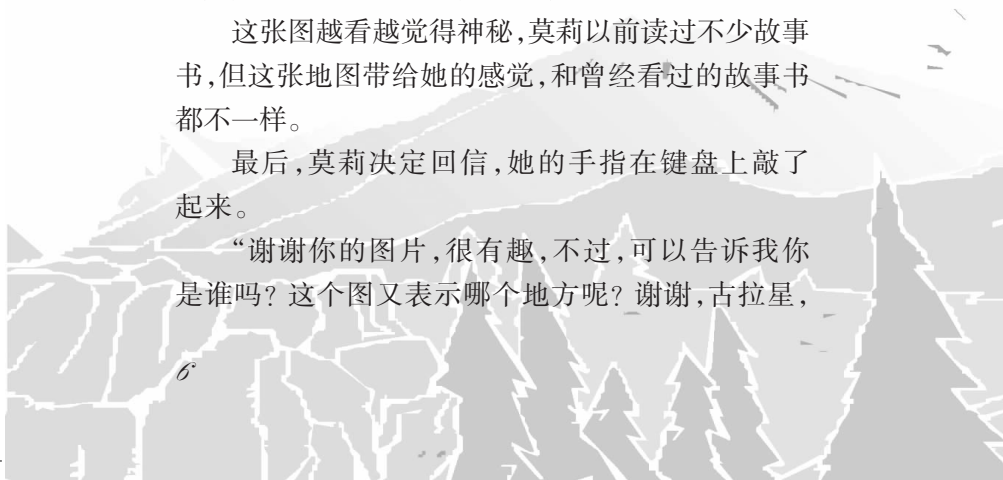 这张图越看越觉得神秘,莫莉以前读过不少故事
书,但这张地图带给她的感觉,和曾经看过的故事书
都不一样。
最后,莫莉决定回信,她的手指在键盘上敲了
起来。
“谢谢你的图片,很有趣,不过,可以告诉我你
是谁吗？这个图又表示哪个地方呢？谢谢,古拉星,
6